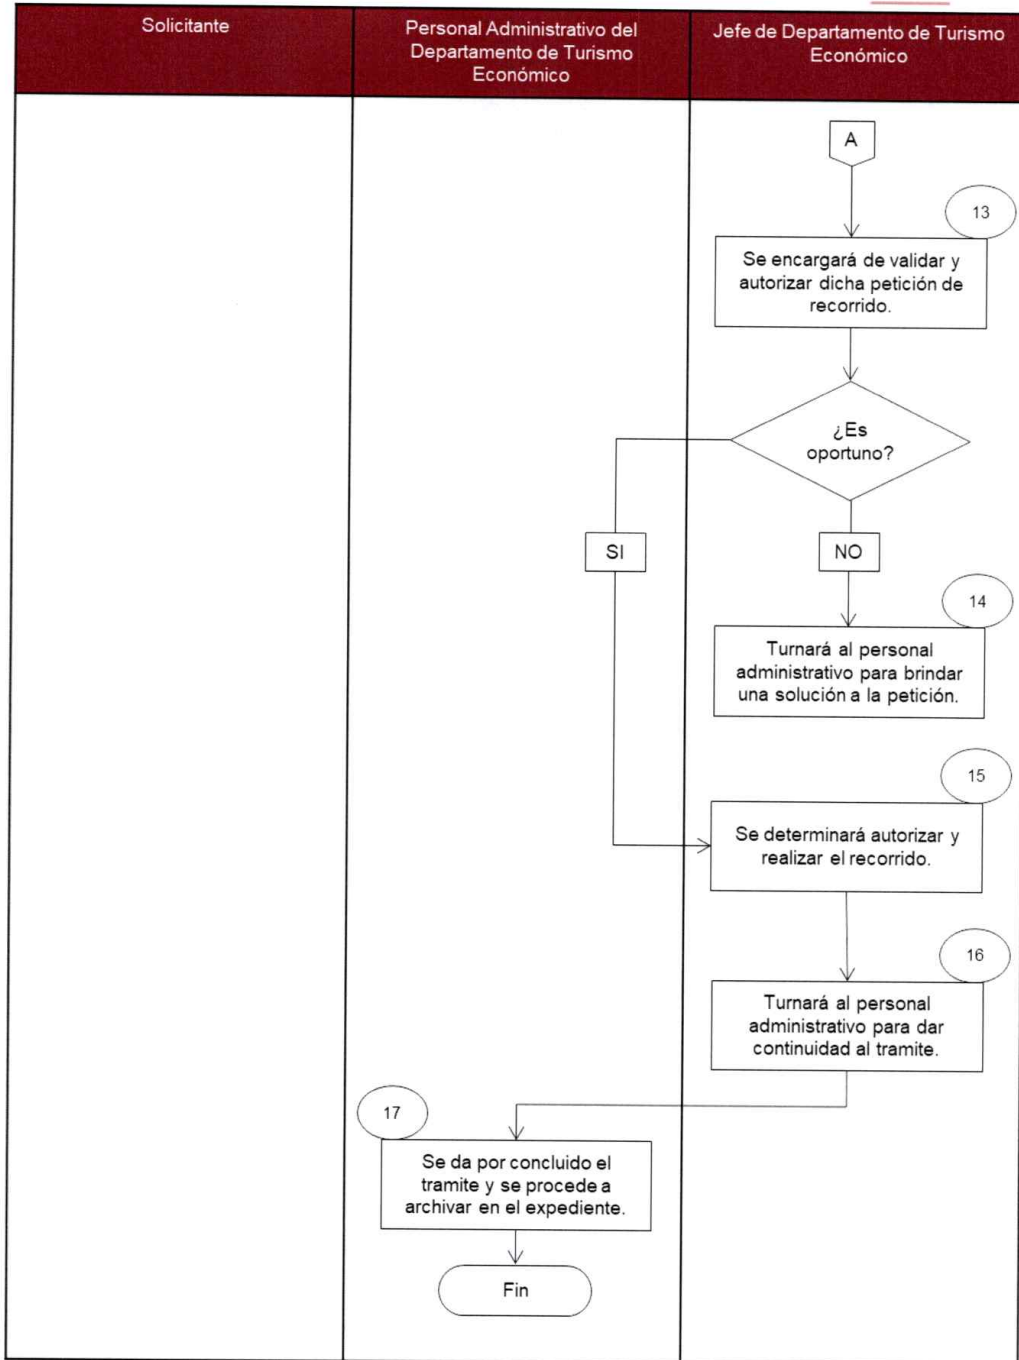 Solicitante
Personal Administrativo del
Departamento de Turismo
Económico
Jefe de Departamento de Turismo
Económico
A
13
Se encargará de validar y
autorizar dicha petición de
recorrido.
¿Es
oportuno?
SI
NO
14
Turnará al personal
administrativo para brindar
una solución a la petición.
15
Se determinará autorizar y
realizar el recorrido.
16
Turnará al personal
administrativo para dar
continuidad al tramite.
17
Se da por concluido el
tramite y se procede a
archivar en el expediente.
Fin